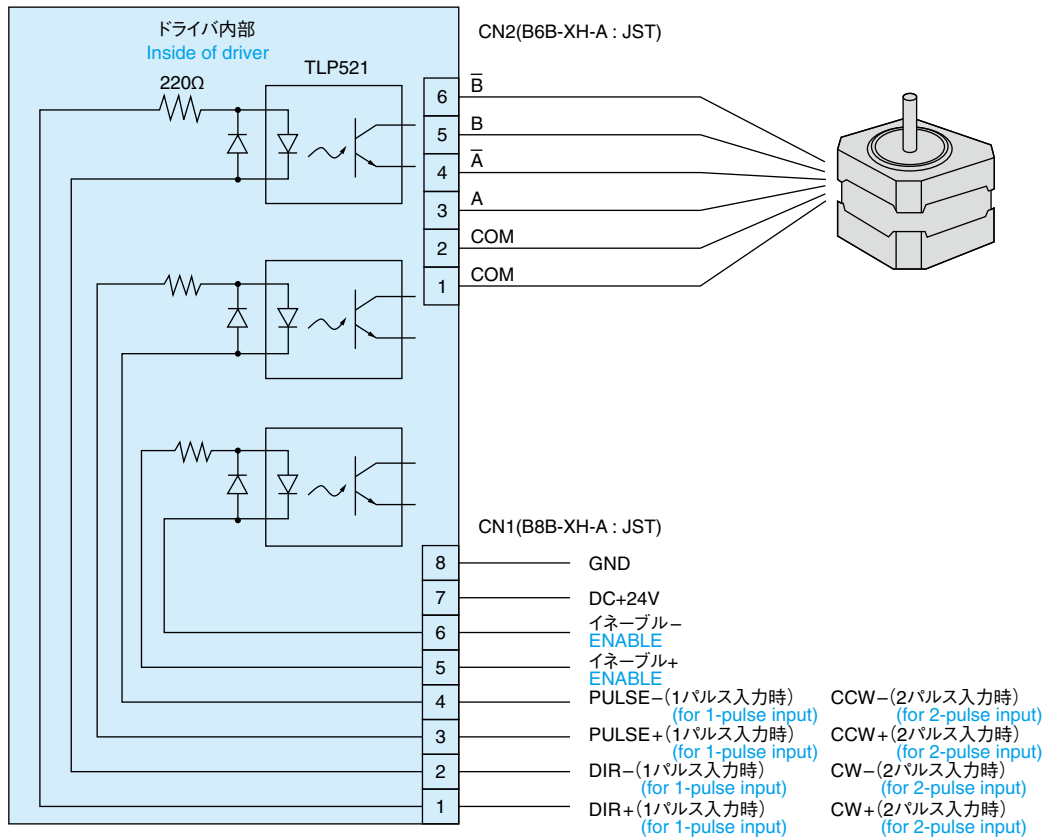 ドライバ内部
Inside of driver
220Ω
TLP521
CN2(B6B-XH-A : JST)
6 B̅
5 B
4 A̅
3 A
2 COM
1 COM
CN1(B8B-XH-A : JST)
8 GND
7 DC+24V
6 イネーブル−
ENABLE
5 イネーブル+
ENABLE
4 PULSE−(1パルス入力時) CCW−(2パルス入力時)
(for 1-pulse input) (for 2-pulse input)
3 PULSE+(1パルス入力時) CCW+(2パルス入力時)
(for 1-pulse input) (for 2-pulse input)
2 DIR−(1パルス入力時) CW−(2パルス入力時)
(for 1-pulse input) (for 2-pulse input)
1 DIR+(1パルス入力時) CW+(2パルス入力時)
(for 1-pulse input) (for 2-pulse input)